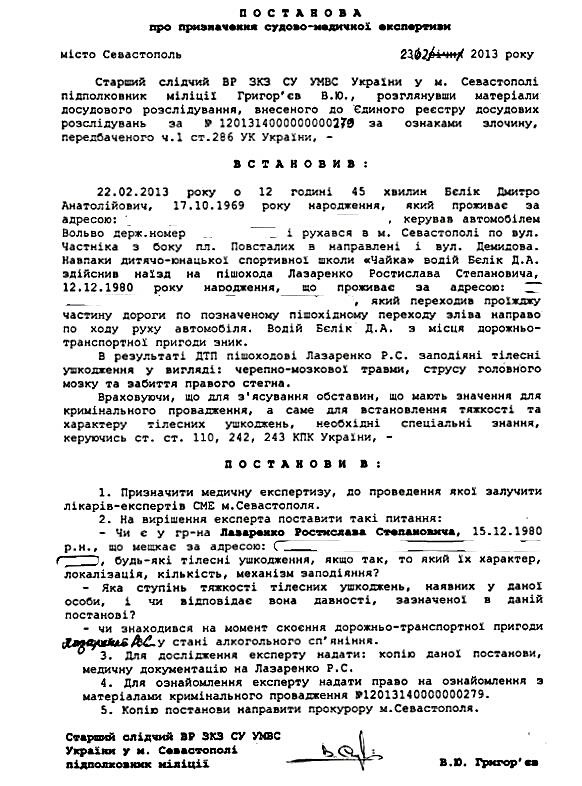 П О С Т А Н О В А
про призначення судово-медичної експертизи
місто Севастополь 2013 року
Старший слідчий ВР ЗКЗ СУ УМВС України у м. Севастополі
підполковник міліції Григор'єв В.Ю., розглянувши матеріали
досудового розслідування, внесеного до Єдиного реєстру досудових
розслідувань за № 12013140000000279 за ознаками злочину,
передбаченого ч.1 ст.286 УК України, -
В С Т А Н О В И В :
22.02.2013 року о 12 годині 45 хвилин Бєлік Дмитро
Анатолійович, 17.10.1969 року народження, який проживає за
адресою: , керував автомобілем
Вольво держ.номер і рухався в м. Севастополі по вул.
Частніка з боку пл. Повсталих в направлені і вул. Демидова.
Навпаки дитячо-юнацької спортивної школи «Чайка» водій Бєлік Д.А.
здійснив наїзд на пішохода Лазаренко Ростислава Степановича,
12.12.1980 року народження, що проживає за адресою:
, який переходив проїжджу
частину дороги по позначеному пішохідному переходу зліва направо
по ходу руху автомобіля. Водій Бєлік Д.А. з місця дорожньо-
транспортної пригоди зник.
В результаті ДТП пішоходові Лазаренко Р.С. заподіяні тілесні
ушкодження у вигляді: черепно-мозкової травми, струсу головного
мозку та забиття правого стегна.
Враховуючи, що для з'ясування обставин, що мають значення для
кримінального провадження, а саме для встановлення тяжкості та
характеру тілесних ушкоджень, необхідні спеціальні знання,
керуючись ст. ст. 110, 242, 243 КПК України, -
П О С Т А Н О В И В :
1. Призначити медичну експертизу, до проведення якої залучити
лікарів-експертів СМЕ м.Севастополя.
2. На вирішення експерта поставити такі питання:
- Чи є у гр-на Лазаренко Ростислава Степановича, 15.12.1980
р.н., що мешкає за адресою:
, будь-які тілесні ушкодження, якщо так, то який їх характер,
локалізація, кількість, механізм заподіяння?
- Яка ступінь тяжкості тілесних ушкоджень, наявних у даної
особи, і чи відповідає вона давності, зазначеної в даній
постанові?
- чи знаходився на момент скоєння дорожньо-транспортної пригоди
Лазаренко Р.С. у стані алкогольного сп'яніння.
3. Для дослідження експерту надати: копію даної постанови,
медичну документацію на Лазаренко Р.С.
4. Для ознайомлення експерту надати право на ознайомлення з
матеріалами кримінального провадження №12013140000000279.
5. Копію постанови направити прокурору м.Севастополя.
Старший слідчий ВР ЗКЗ СУ УМВС
України у м. Севастополі
підполковник міліції В.Ю. Григор'єв